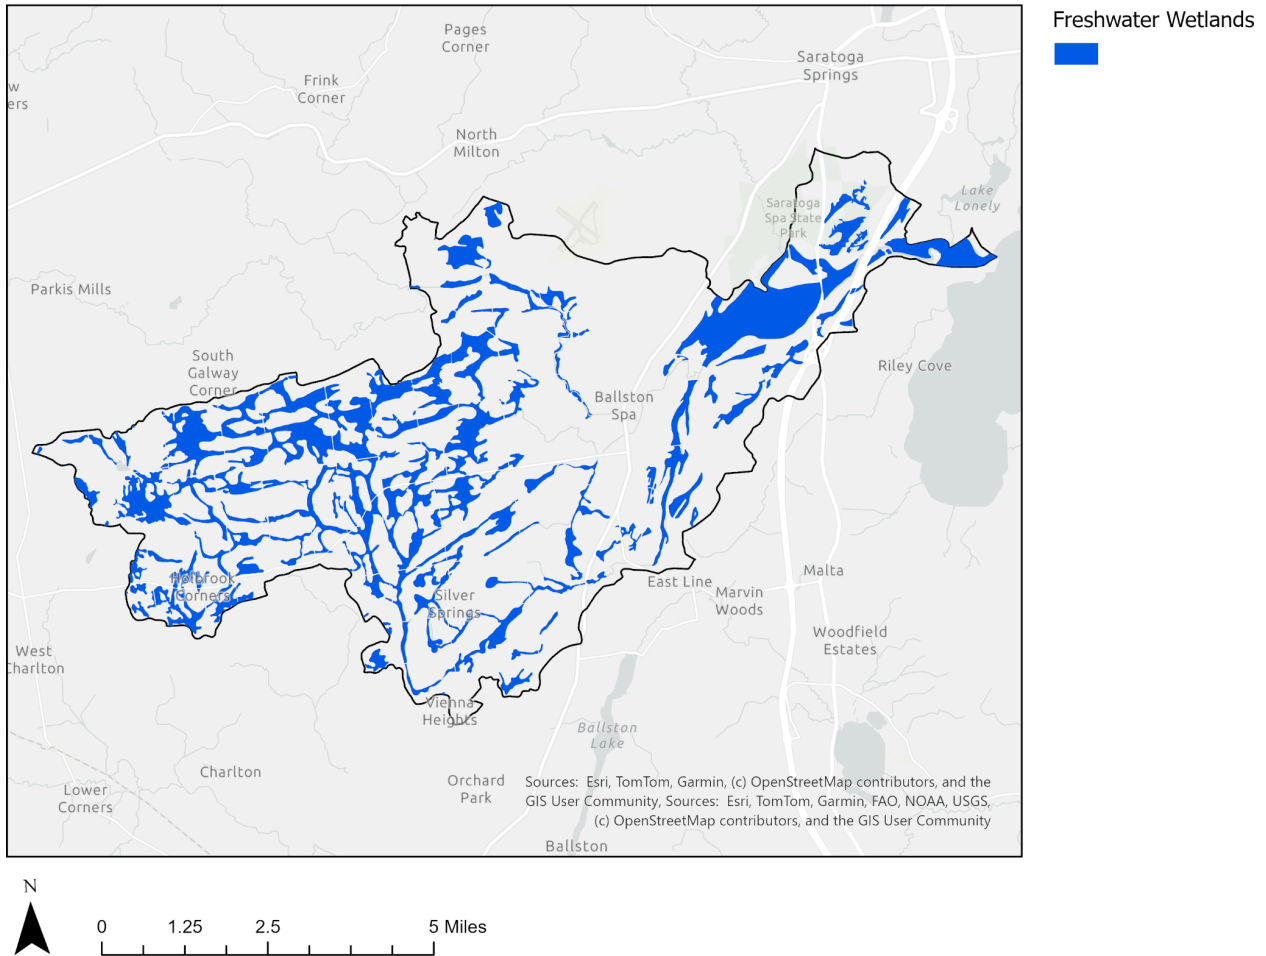 Freshwater Wetlands
Pages
Corner
Saratoga
Springs
Frink
Corner
w
ers
North
Milton
Lake
Lonely
Saratoga
Spa State
Park
Parkis Mills
South
Galway
Corner
Riley Cove
Ballston
Spa
Holbrook
Corners
Silver
Springs
East Line
Malta
Marvin
Woods
Woodfield
Estates
West
Charlton
Vienna
Heights
Ballston
Lake
Charlton
Orchard
Park
Lower
Corners
Sources: Esri, TomTom, Garmin, (c) OpenStreetMap contributors, and the
GIS User Community, Sources: Esri, TomTom, Garmin, FAO, NOAA, USGS,
(c) OpenStreetMap contributors, and the GIS User Community
Ballston
N
0 1.25 2.5 5 Miles